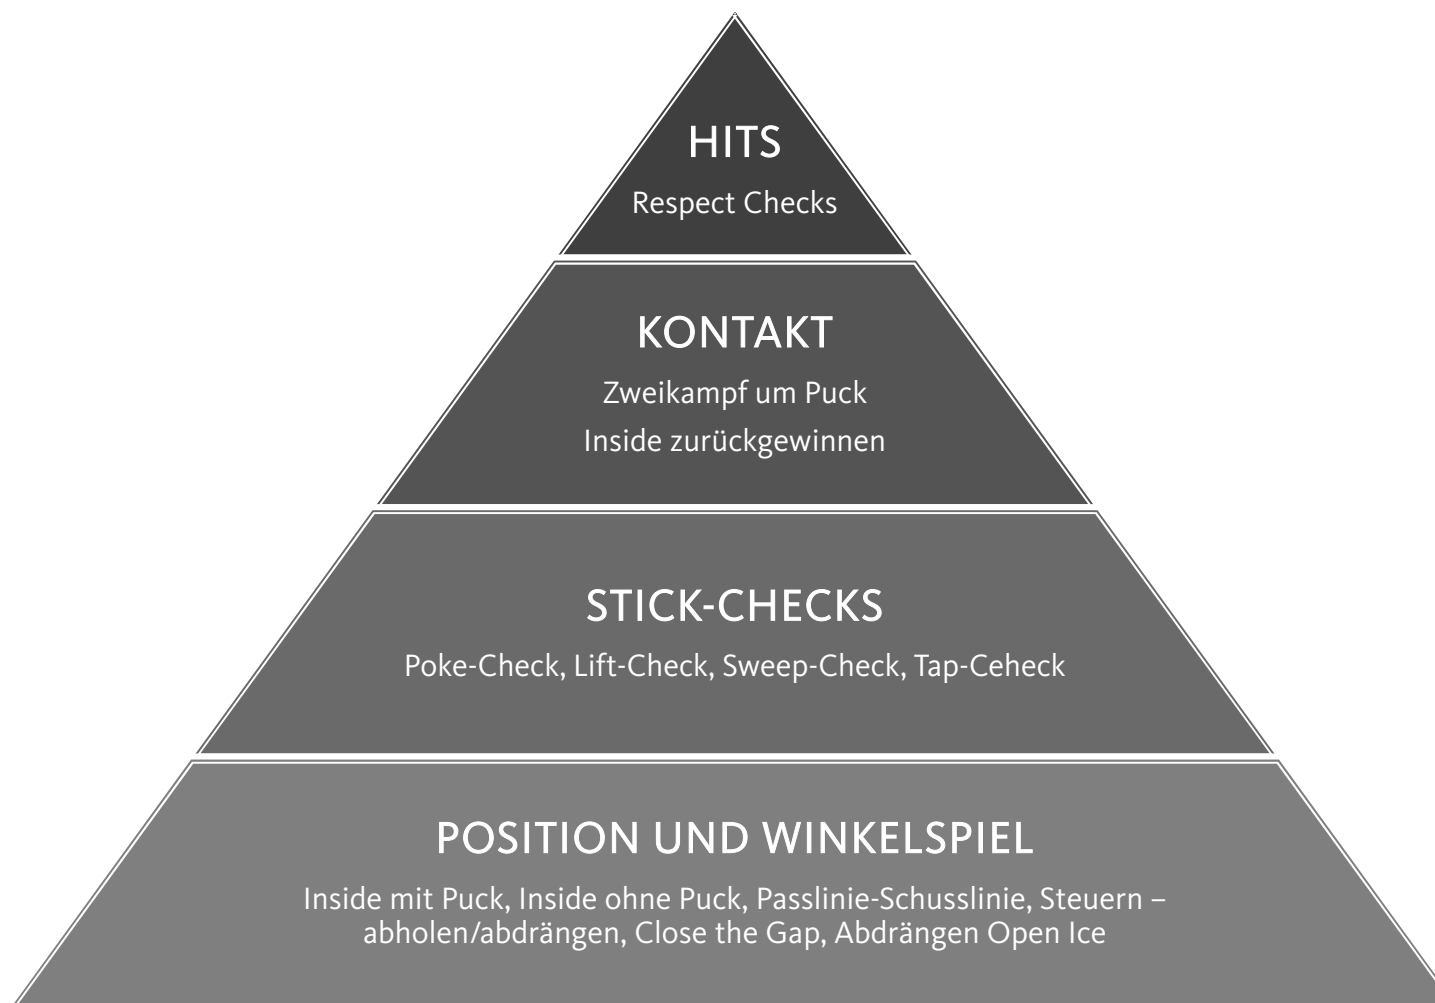 HITS
Respect Checks
KONTAKT
Zweikampf um Puck
Inside zurückgewinnen
STICK-CHECKS
Poke-Check, Lift-Check, Sweep-Check, Tap-Ceheck
POSITION UND WINKELSPIEL
Inside mit Puck, Inside ohne Puck, Passlinie-Schusslinie, Steuern –
abholen/abdrängen, Close the Gap, Abdrängen Open Ice